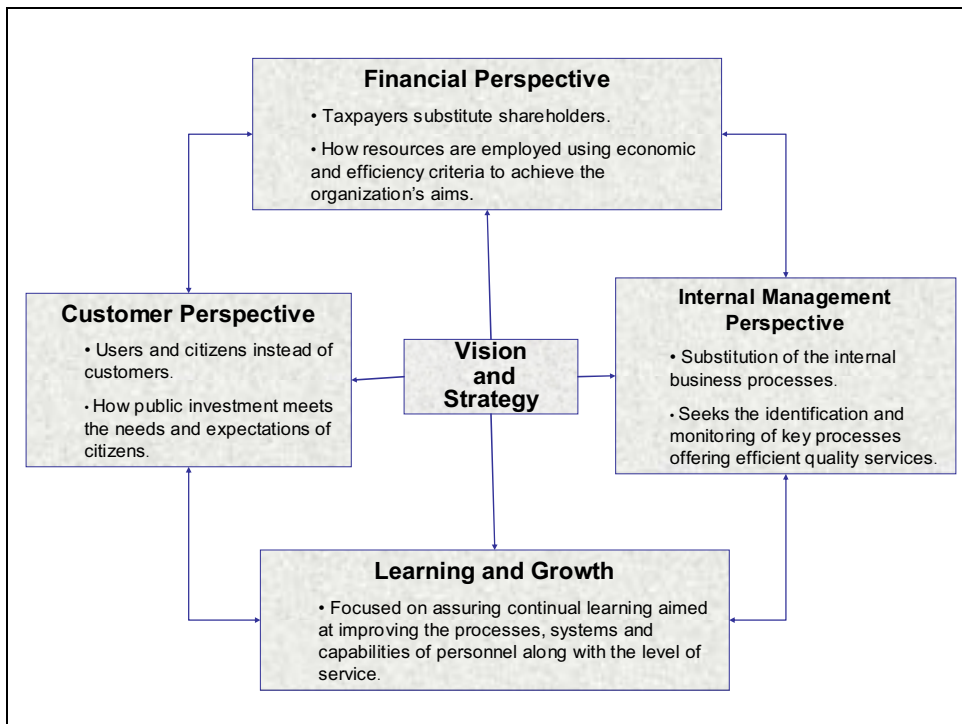 Financial Perspective
• Taxpayers substitute shareholders.
• How resources are employed using economic
and efficiency criteria to achieve the
organization’s aims.
Customer Perspective
• Users and citizens instead of
customers.
• How public investment meets
the needs and expectations of
citizens.
Vision
and
Strategy
Internal Management
Perspective
• Substitution of the internal
business processes.
• Seeks the identification and
monitoring of key processes
offering efficient quality services.
Learning and Growth
• Focused on assuring continual learning aimed
at improving the processes, systems and
capabilities of personnel along with the level of
service.